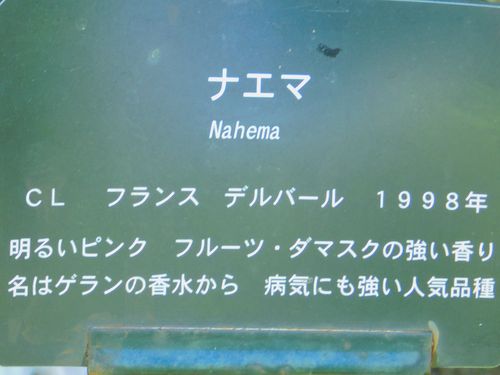 ナエマ
Nahema
CL フランス デルバール 1998年
明るいピンク フルーツ・ダマスクの強い香り
名はゲランの香水から 病気にも強い人気品種